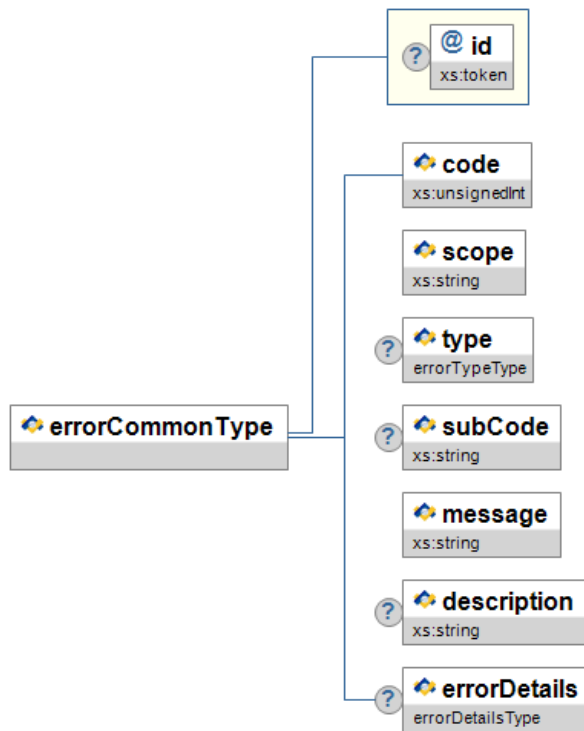 @ id
?
xs:token
code
xs:unsignedInt
scope
xs:string
? type
errorTypeType
errorCommonType
? subCode
xs:string
message
xs:string
? description
xs:string
? errorDetails
errorDetailsType